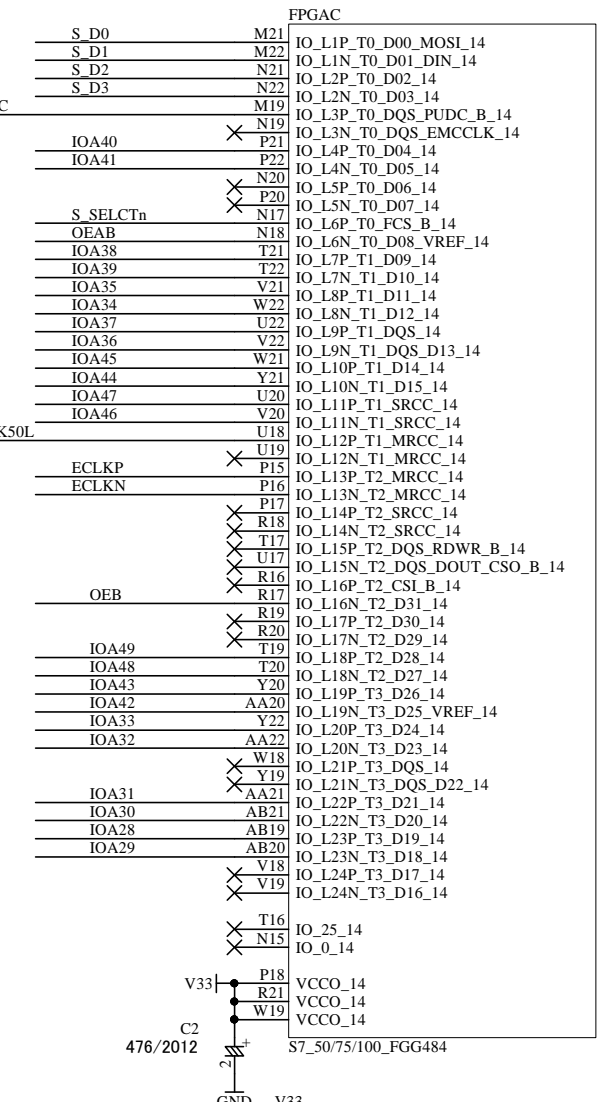 FPGAC
S_D0 M21 IO_L1P_T0_D00_MOSI_14
S_D1 M22 IO_L1N_T0_D01_DIN_14
S_D2 N21 IO_L2P_T0_D02_14
S_D3 N22 IO_L2N_T0_D03_14
C M19 IO_L3P_T0_DQS_PUDC_B_14
N19 IO_L3N_T0_DQS_EMCCLK_14
IOA40 P21 IO_L4P_T0_D04_14
IOA41 P22 IO_L4N_T0_D05_14
N20 IO_L5P_T0_D06_14
P20 IO_L5N_T0_D07_14
S_SELCTn N17 IO_L6P_T0_FCS_B_14
OEAB N18 IO_L6N_T0_D08_VREF_14
IOA38 T21 IO_L7P_T1_D09_14
IOA39 T22 IO_L7N_T1_D10_14
IOA35 V21 IO_L8P_T1_D11_14
IOA34 W22 IO_L8N_T1_D12_14
IOA37 U22 IO_L9P_T1_DQS_14
IOA36 V22 IO_L9N_T1_DQS_D13_14
IOA45 W21 IO_L10P_T1_D14_14
IOA44 Y21 IO_L10N_T1_D15_14
IOA47 U20 IO_L11P_T1_SRCC_14
IOA46 V20 IO_L11N_T1_SRCC_14
K50L U18 IO_L12P_T1_MRCC_14
U19 IO_L12N_T1_MRCC_14
ECLKP P15 IO_L13P_T2_MRCC_14
ECLKN P16 IO_L13N_T2_MRCC_14
P17 IO_L14P_T2_SRCC_14
R18 IO_L14N_T2_SRCC_14
T17 IO_L15P_T2_DQS_RDWR_B_14
U17 IO_L15N_T2_DQS_DOUT_CSO_B_14
R16 IO_L16P_T2_CSI_B_14
OEB R17 IO_L16N_T2_D31_14
R19 IO_L17P_T2_D30_14
R20 IO_L17N_T2_D29_14
IOA49 T19 IO_L18P_T2_D28_14
IOA48 T20 IO_L18N_T2_D27_14
IOA43 Y20 IO_L19P_T3_D26_14
IOA42 AA20 IO_L19N_T3_D25_VREF_14
IOA33 Y22 IO_L20P_T3_D24_14
IOA32 AA22 IO_L20N_T3_D23_14
W18 IO_L21P_T3_DQS_14
Y19 IO_L21N_T3_DQS_D22_14
IOA31 AA21 IO_L22P_T3_D21_14
IOA30 AB21 IO_L22N_T3_D20_14
IOA28 AB19 IO_L23P_T3_D19_14
IOA29 AB20 IO_L23N_T3_D18_14
V18 IO_L24P_T3_D17_14
V19 IO_L24N_T3_D16_14
T16 IO_25_14
N15 IO_0_14
V33 P18 VCCO_14
R21 VCCO_14
W19 VCCO_14
C2
476/2012 + S7_50/75/100_FGG484
2
GND V33